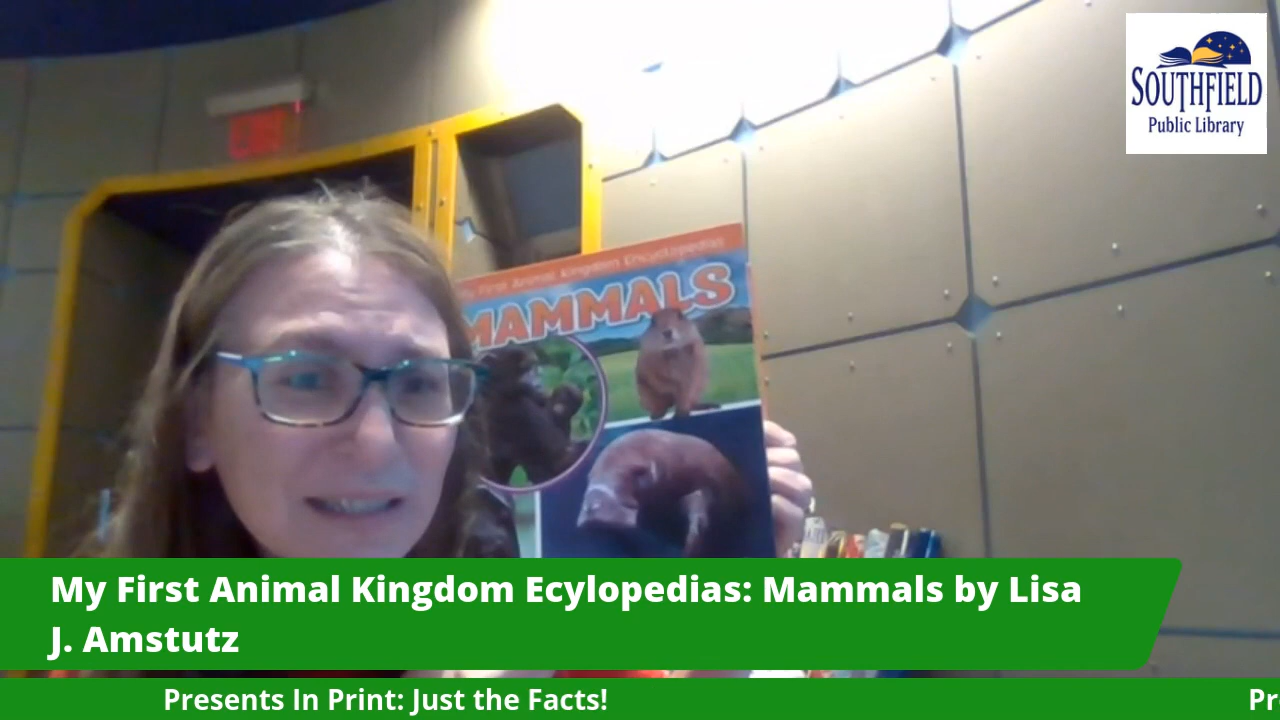 SOUTHFIELD
Public Library
EXIT
My First Animal Kingdom Encyclopedias
MAMMALS
My First Animal Kingdom Ecylopedias: Mammals by Lisa
J. Amstutz
Presents In Print: Just the Facts!
Pr